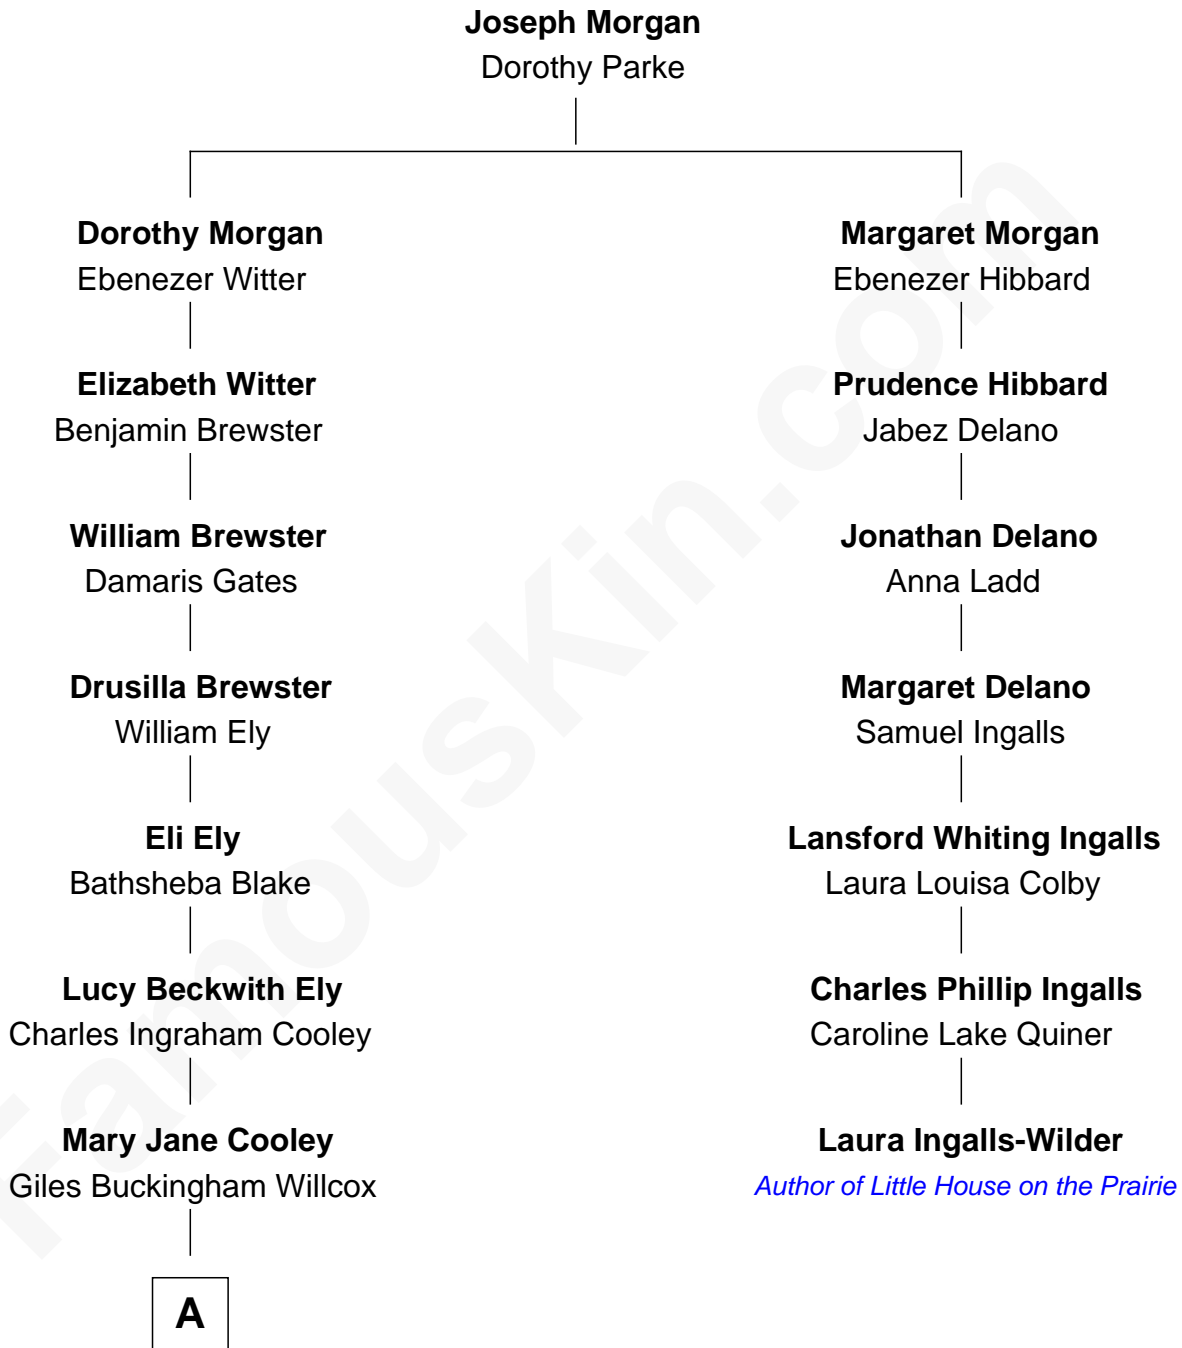 Joseph Morgan
Dorothy Parke
Dorothy Morgan
Ebenezer Witter
Margaret Morgan
Ebenezer Hibbard
Elizabeth Witter
Benjamin Brewster
Prudence Hibbard
Jabez Delano
William Brewster
Damaris Gates
Jonathan Delano
Anna Ladd
Drusilla Brewster
William Ely
Margaret Delano
Samuel Ingalls
Eli Ely
Bathsheba Blake
Lansford Whiting Ingalls
Laura Louisa Colby
Lucy Beckwith Ely
Charles Ingraham Cooley
Charles Phillip Ingalls
Caroline Lake Quiner
Mary Jane Cooley
Giles Buckingham Willcox
Laura Ingalls-Wilder
Author of Little House on the Prairie
A
FamousKin.com